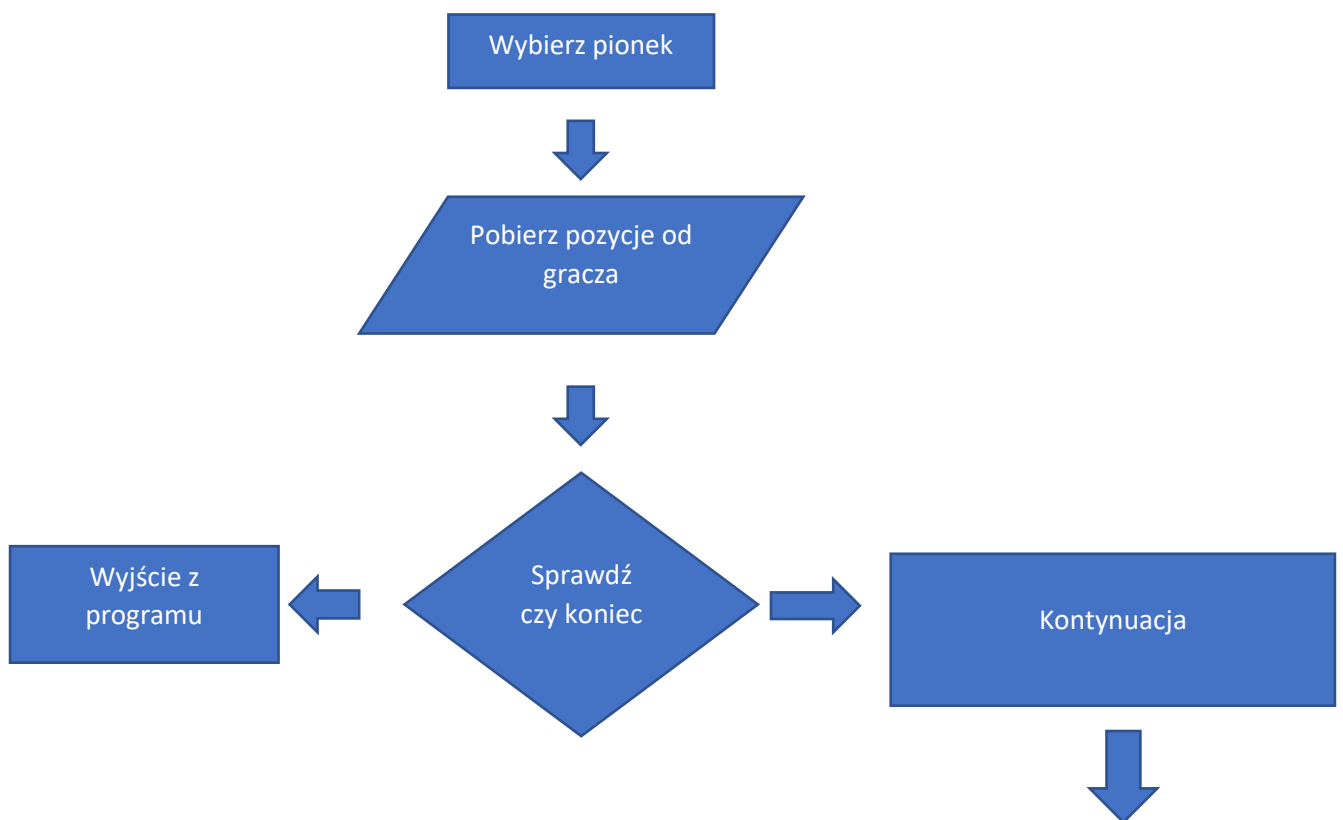 Wybierz pionek
Pobierz pozycje od
gracza
Wyjście z
programu
Sprawdź
czy koniec
Kontynuacja